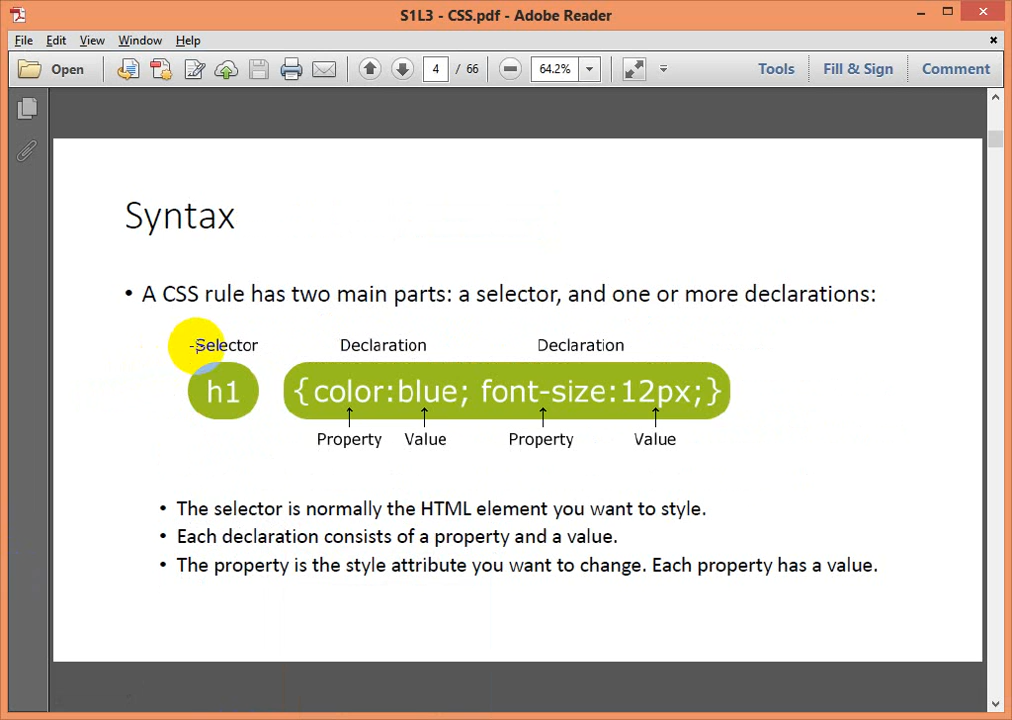 S1L3 - CSS.pdf - Adobe Reader
File Edit View Window Help
Open 4 / 66 64.2% Tools Fill & Sign Comment
Syntax
• A CSS rule has two main parts: a selector, and one or more declarations:
Selector Declaration Declaration
h1 {color:blue; font-size:12px;}
Property Value Property Value
• The selector is normally the HTML element you want to style.
• Each declaration consists of a property and a value.
• The property is the style attribute you want to change. Each property has a value.